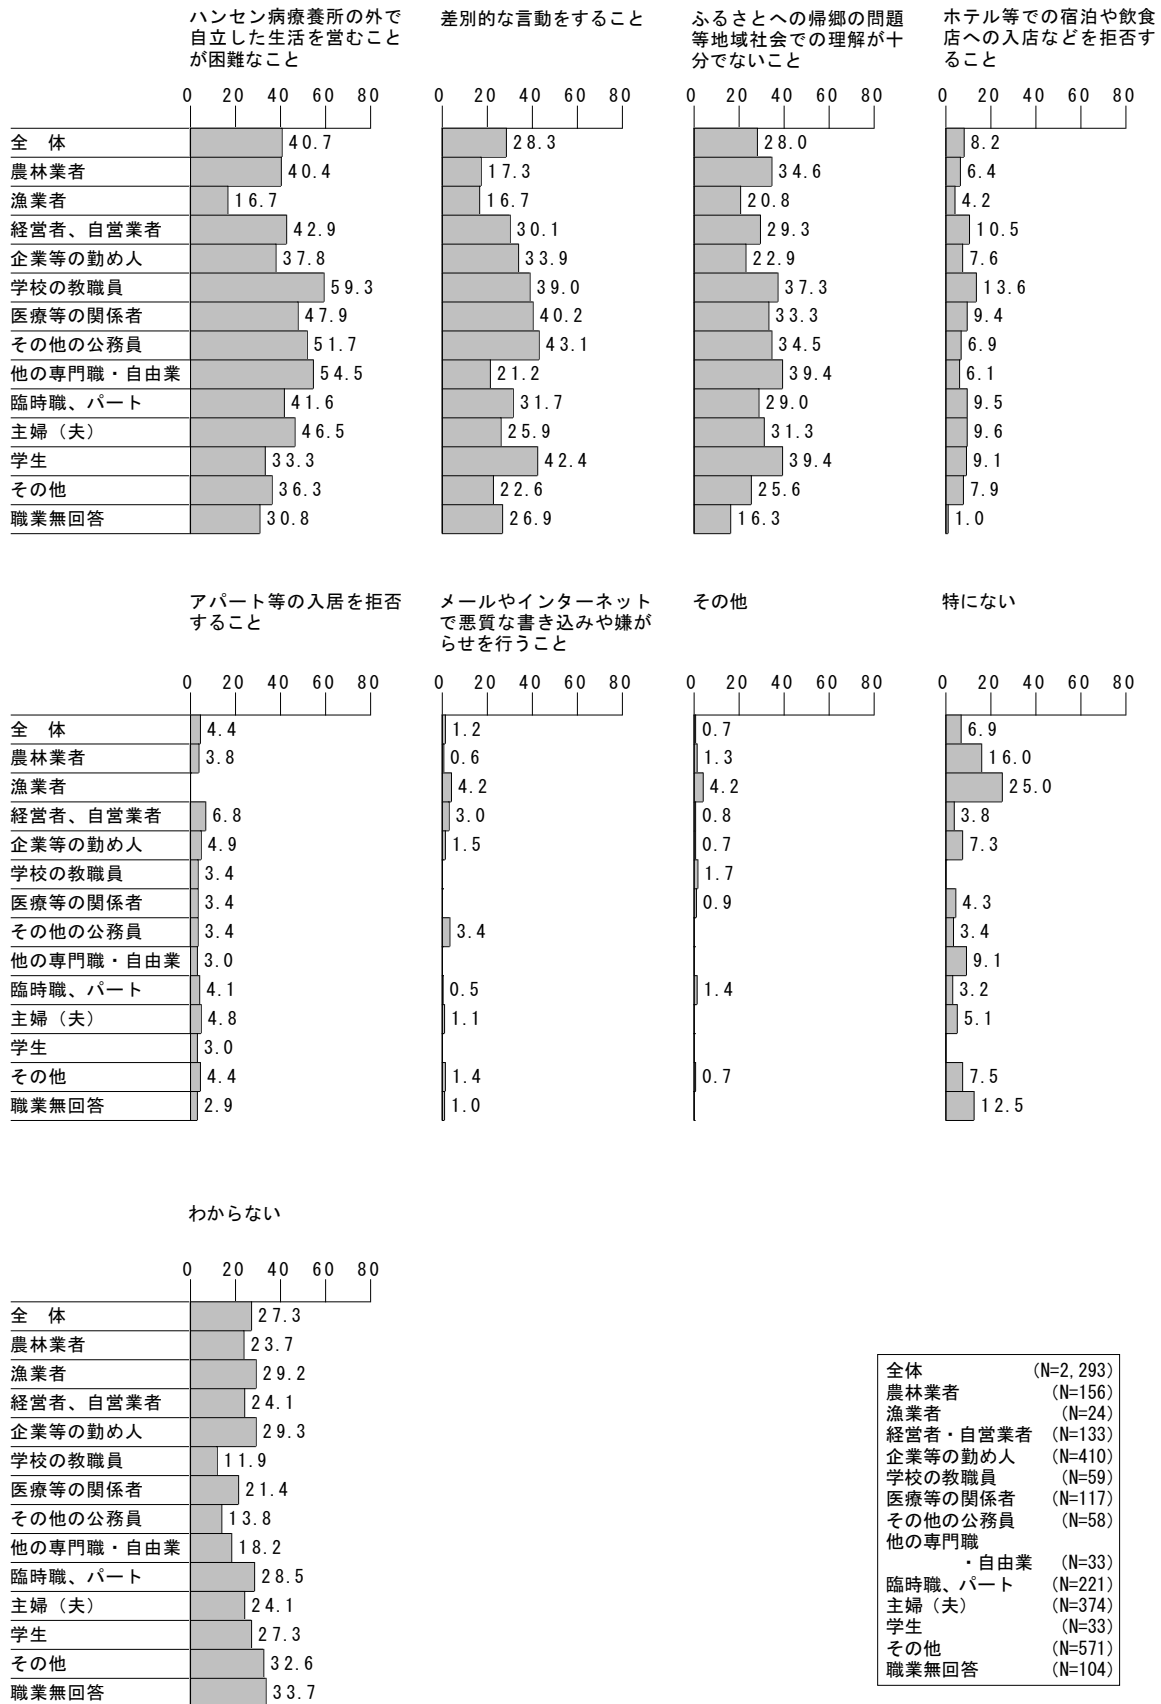 ハンセン病療養所の外で
自立した生活を営むこと
が困難なこと
差別的な言動をすること
ふるさとへの帰郷の問題
等地域社会での理解が十
分でないこと
ホテル等での宿泊や飲食
店への入店などを拒否す
ること
0 20 40 60 80 0 20 40 60 80 0 20 40 60 80 0 20 40 60 80
全 体 40.7 28.3 28.0 8.2
農林業者 40.4 17.3 34.6 6.4
漁業者 16.7 16.7 20.8 4.2
経営者、自営業者 42.9 30.1 29.3 10.5
企業等の勤め人 37.8 33.9 22.9 7.6
学校の教職員 59.3 39.0 37.3 13.6
医療等の関係者 47.9 40.2 33.3 9.4
その他の公務員 51.7 43.1 34.5 6.9
他の専門職・自由業 54.5 21.2 39.4 6.1
臨時職、パート 41.6 31.7 29.0 9.5
主婦（夫） 46.5 25.9 31.3 9.6
学生 33.3 42.4 39.4 9.1
その他 36.3 22.6 25.6 7.9
職業無回答 30.8 26.9 16.3 1.0
アパート等の入居を拒否
すること
メールやインターネット
で悪質な書き込みや嫌が
らせを行うこと
その他
特にない
0 20 40 60 80 0 20 40 60 80 0 20 40 60 80 0 20 40 60 80
全 体 4.4 1.2 0.7 6.9
農林業者 3.8 0.6 1.3 16.0
漁業者 4.2 4.2 25.0
経営者、自営業者 6.8 3.0 0.8 3.8
企業等の勤め人 4.9 1.5 0.7 7.3
学校の教職員 3.4 1.7
医療等の関係者 3.4 0.9 4.3
その他の公務員 3.4 3.4 3.4
他の専門職・自由業 3.0 9.1
臨時職、パート 4.1 0.5 1.4 3.2
主婦（夫） 4.8 1.1 5.1
学生 3.0
その他 4.4 1.4 0.7 7.5
職業無回答 2.9 1.0 12.5
わからない
0 20 40 60 80
全 体 27.3
農林業者 23.7
漁業者 29.2
経営者、自営業者 24.1
企業等の勤め人 29.3
学校の教職員 11.9
医療等の関係者 21.4
その他の公務員 13.8
他の専門職・自由業 18.2
臨時職、パート 28.5
主婦（夫） 24.1
学生 27.3
その他 32.6
職業無回答 33.7
全体 (N=2,293)
農林業者 (N=156)
漁業者 (N=24)
経営者・自営業者 (N=133)
企業等の勤め人 (N=410)
学校の教職員 (N=59)
医療等の関係者 (N=117)
その他の公務員 (N=58)
他の専門職
・自由業 (N=33)
臨時職、パート (N=221)
主婦（夫） (N=374)
学生 (N=33)
その他 (N=571)
職業無回答 (N=104)